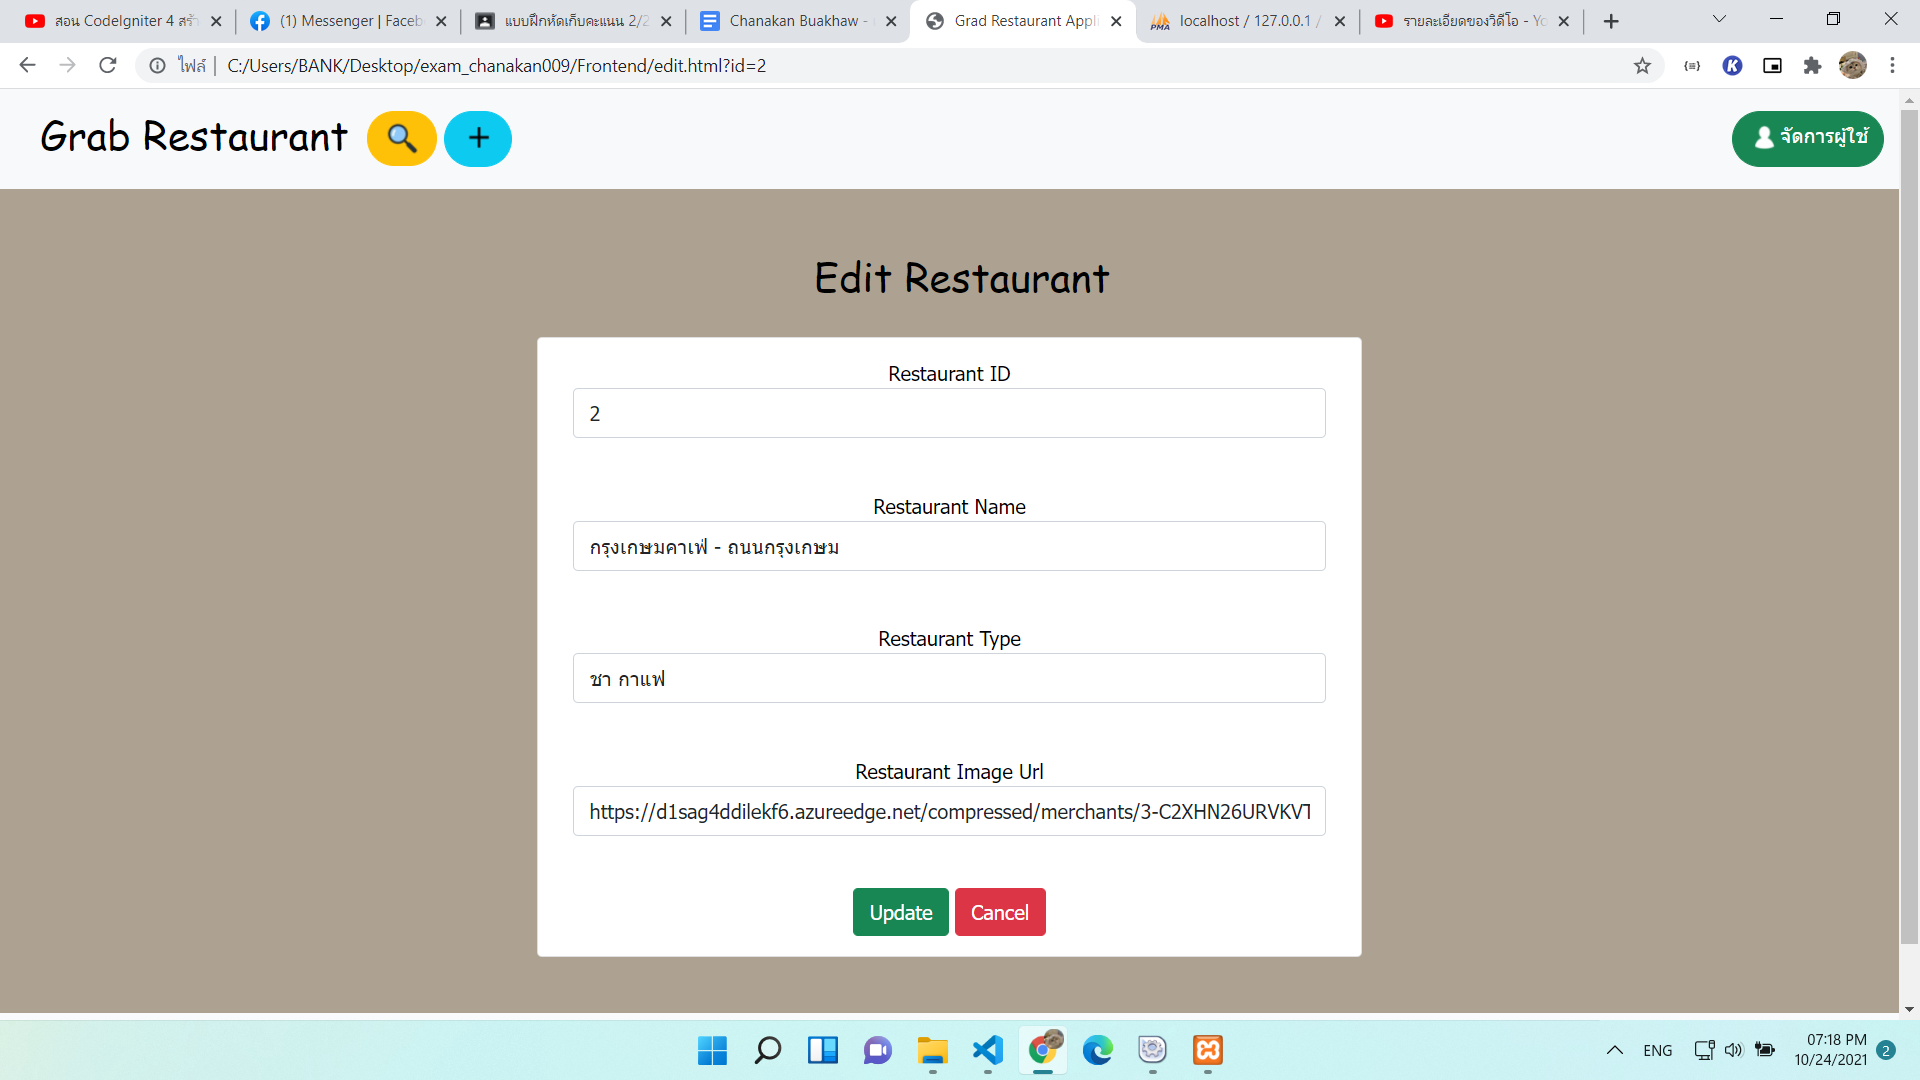 สอน CodeIgniter 4 สร้า
(1) Messenger | Faceb
แบบฝึกหัดเก็บคะแนน 2/2
Chanakan Buakhaw -
Grad Restaurant Appli
localhost / 127.0.0.1 /
รายละเอียดของวิดีโอ - Yo
ไฟล์ | C:/Users/BANK/Desktop/exam_chanakan009/Frontend/edit.html?id=2
Grab Restaurant
จัดการผู้ใช้
Edit Restaurant
Restaurant ID
2
Restaurant Name
กรุงเกษมคาเฟ่ - ถนนกรุงเกษม
Restaurant Type
ชา กาแฟ
Restaurant Image Url
https://d1sag4ddilekf6.azureedge.net/compressed/merchants/3-C2XHN26URVKVT
Update Cancel
ENG
07:18 PM
10/24/2021
2